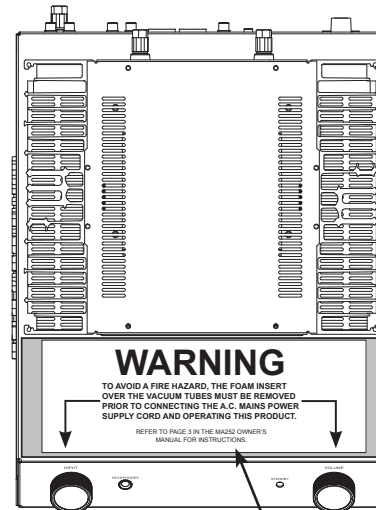 WARNING
TO AVOID A FIRE HAZARD, THE FOAM INSERT
OVER THE VACUUM TUBES MUST BE REMOVED
PRIOR TO CONNECTING THE A.C. MAINS POWER
SUPPLY CORD AND OPERATING THIS PRODUCT.
REFER TO PAGE 3 IN THE MA252 OWNER'S
MANUAL FOR INSTRUCTIONS.
INPUT
HEADPHONES
STANDBY
VOLUME